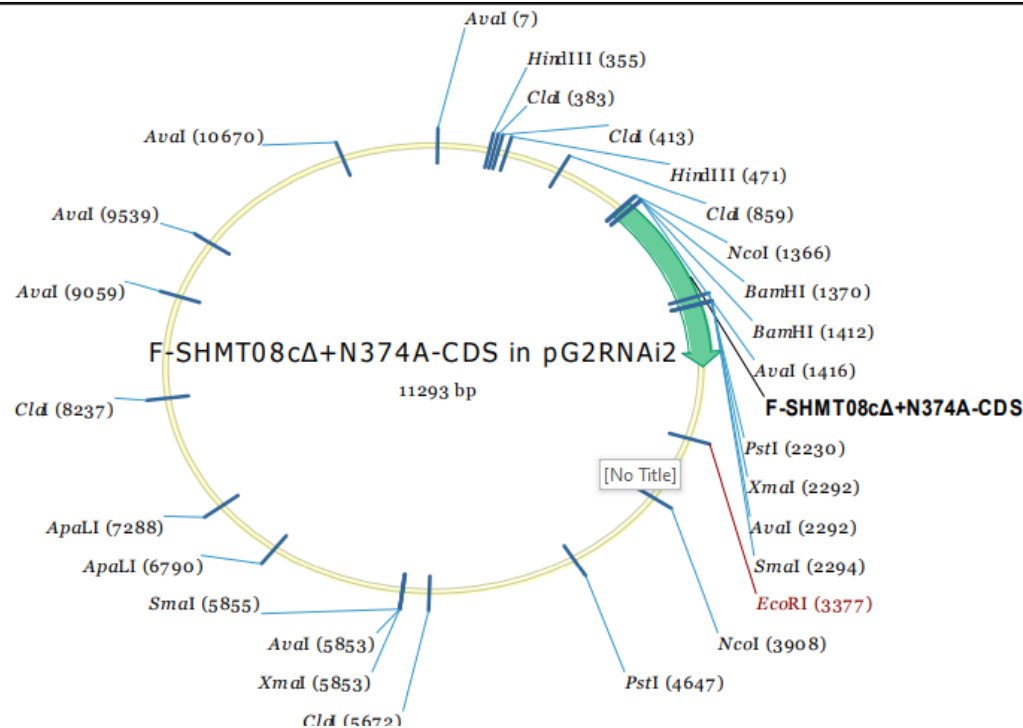 AvaI (7)
HindIII (355)
ClaI (383)
AvaI (10670)
ClaI (413)
HindIII (471)
AvaI (9539)
ClaI (859)
NcoI (1366)
AvaI (9059)
BamHI (1370)
BamHI (1412)
F-SHMT08cΔ+N374A-CDS in pG2RNAi2
AvaI (1416)
11293 bp
ClaI (8237)
F-SHMT08cΔ+N374A-CDS
PstI (2230)
[No Title]
XmaI (2292)
ApaLI (7288)
AvaI (2292)
ApaLI (6790)
SmaI (2294)
SmaI (5855)
EcoRI (3377)
AvaI (5853)
NcoI (3908)
XmaI (5853)
PstI (4647)
ClaI (5672)